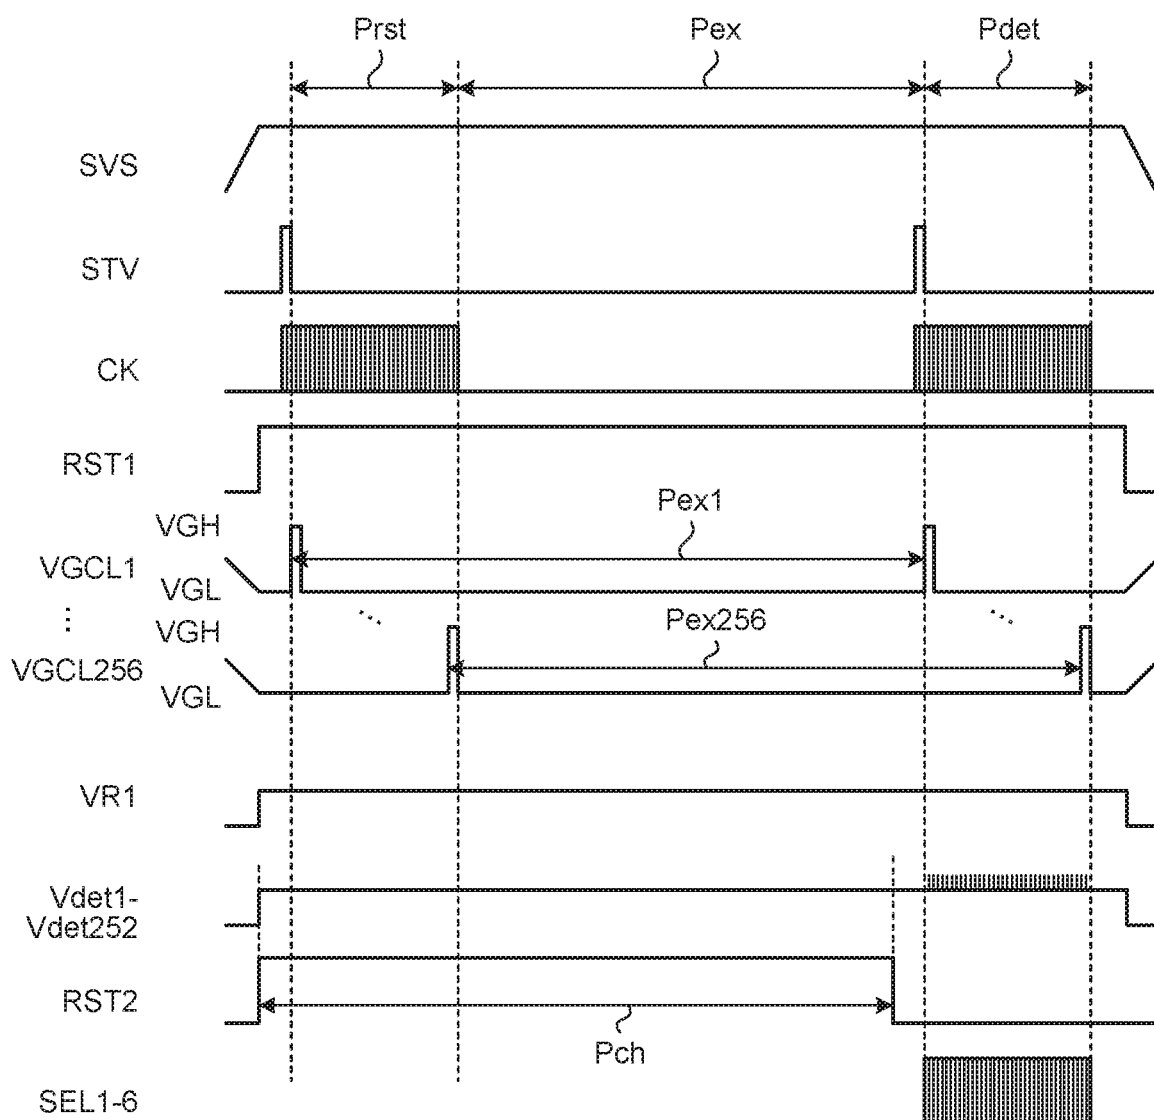 Prst
Pex
Pdet
SVS
STV
CK
RST1
Pex1
VGH
VGCL1
VGL
⋮
Pex256
VGH
VGCL256
VGL
VR1
Vdet1-
Vdet252
RST2
Pch
SEL1-6